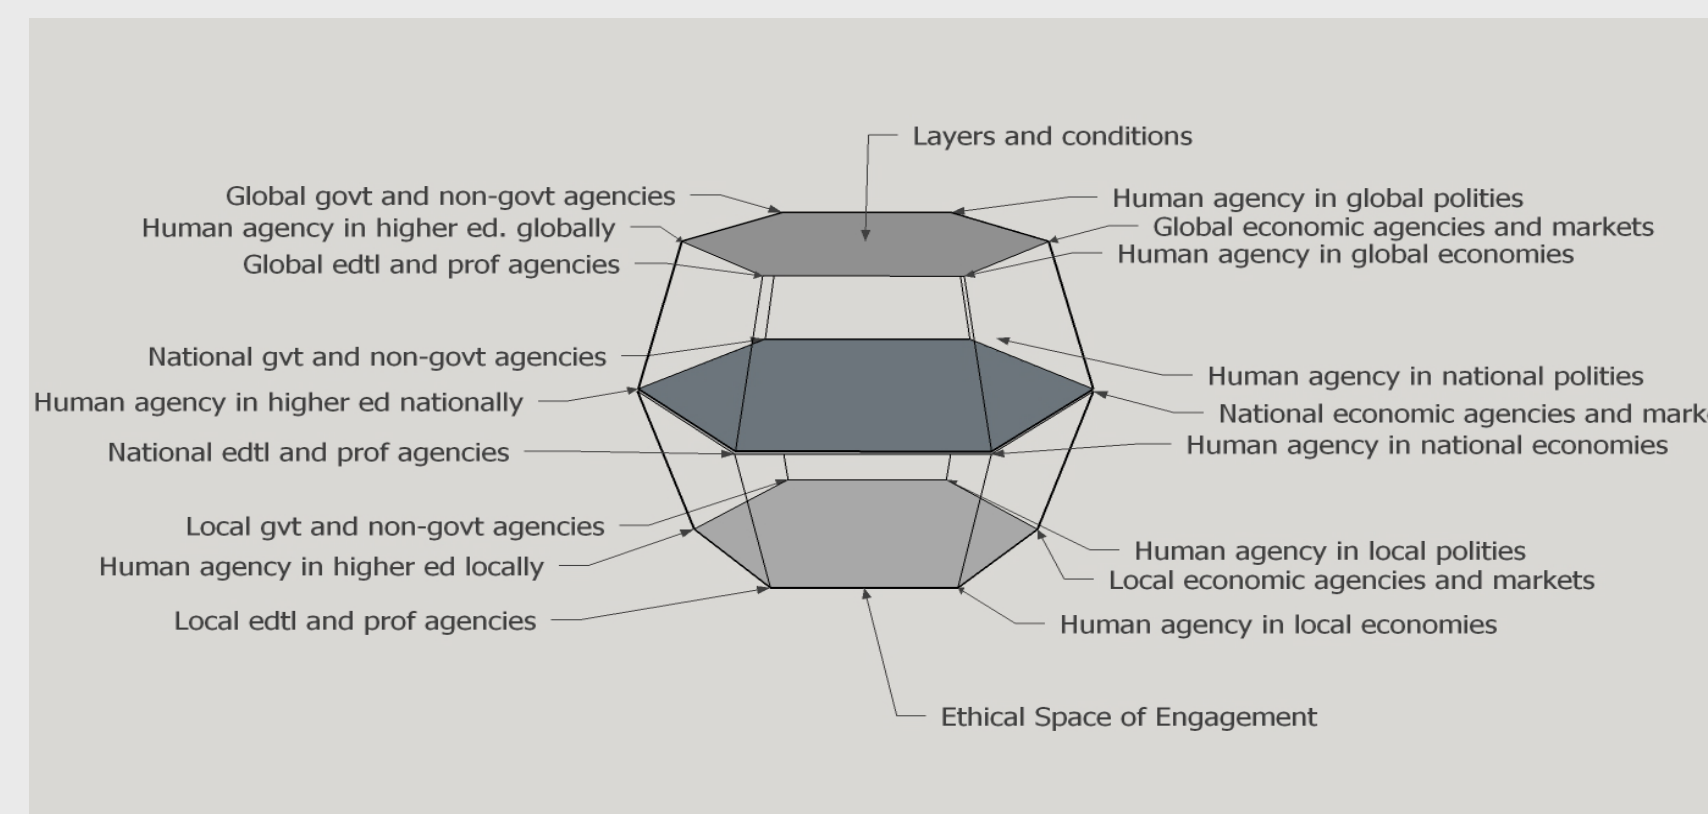 Layers and conditions
Global govt and non-govt agencies
Human agency in global polities
Human agency in higher ed. globally
Global economic agencies and markets
Global edtl and prof agencies
Human agency in global economies
National gvt and non-govt agencies
Human agency in national polities
Human agency in higher ed nationally
National economic agencies and
National edtl and prof agencies
Human agency in national economies
Local gvt and non-govt agencies
Human agency in local polities
Human agency in higher ed locally
Local economic agencies and markets
Local edtl and prof agencies
Human agency in local economies
Ethical Space of Engagement